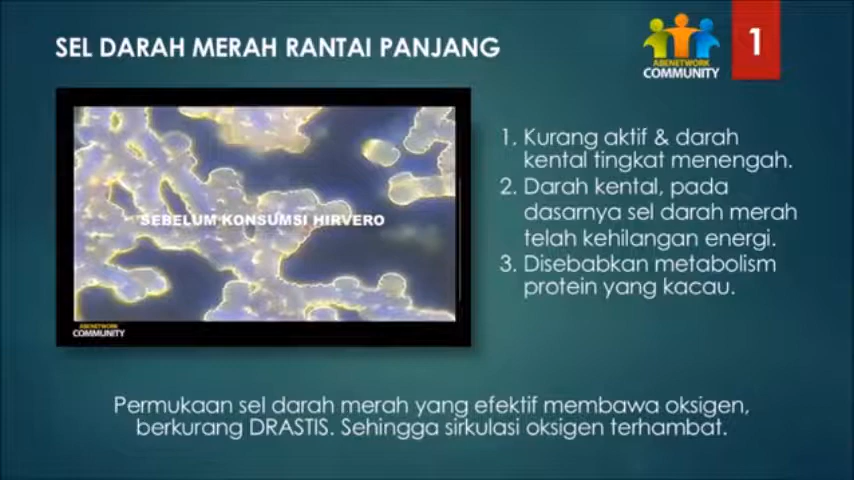 SEL DARAH MERAH RANTAI PANJANG
ABENETWORK
COMMUNITY
1
SEBELUM KONSUMSI HIRVERO
ABENETWORK
COMMUNITY
1. Kurang aktif & darah
kental tingkat menengah.
2. Darah kental, pada
dasarnya sel darah merah
telah kehilangan energi.
3. Disebabkan metabolism
protein yang kacau.
Permukaan sel darah merah yang efektif membawa oksigen,
berkurang DRASTIS. Sehingga sirkulasi oksigen terhambat.